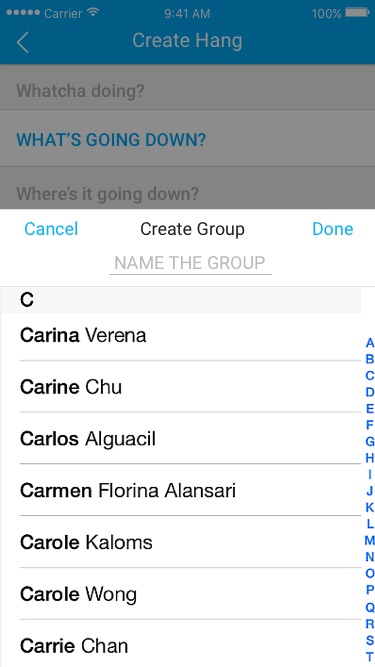 Carrier 9:41 AM 100%
Create Hang
Whatcha doing?
WHAT'S GOING DOWN?
Where's it going down?
Cancel Create Group Done
NAME THE GROUP
C
Carina Verena
Carine Chu
Carlos Alguacil
Carmen Florina Alansari
Carole Kaloms
Carole Wong
Carrie Chan
A
B
C
D
E
F
G
H
I
J
K
L
M
N
O
P
Q
R
S
T